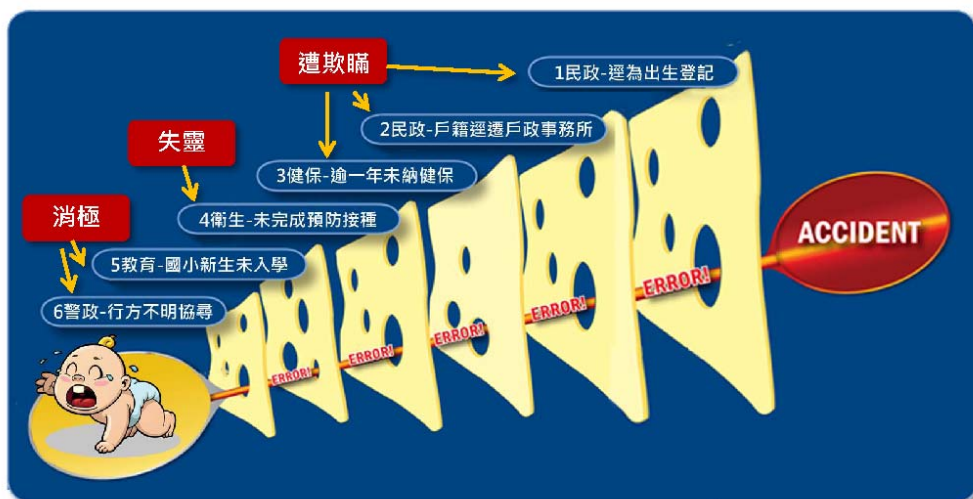 遭欺瞞
1民政-逕為出生登記
2民政-戶籍逕遷戶政事務所
3健保-逾一年未納健保
失靈
4衛生-未完成預防接種
消極
5教育-國小新生未入學
6警政-行方不明協尋
ERROR!
ERROR!
ERROR!
ERROR!
ERROR!
ACCIDENT